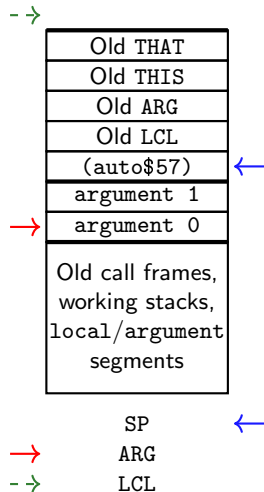 Old THAT
Old THIS
Old ARG
Old LCL
(auto$57)
argument 1
argument 0
Old call frames,
working stacks,
local/argument
segments
SP
ARG
LCL